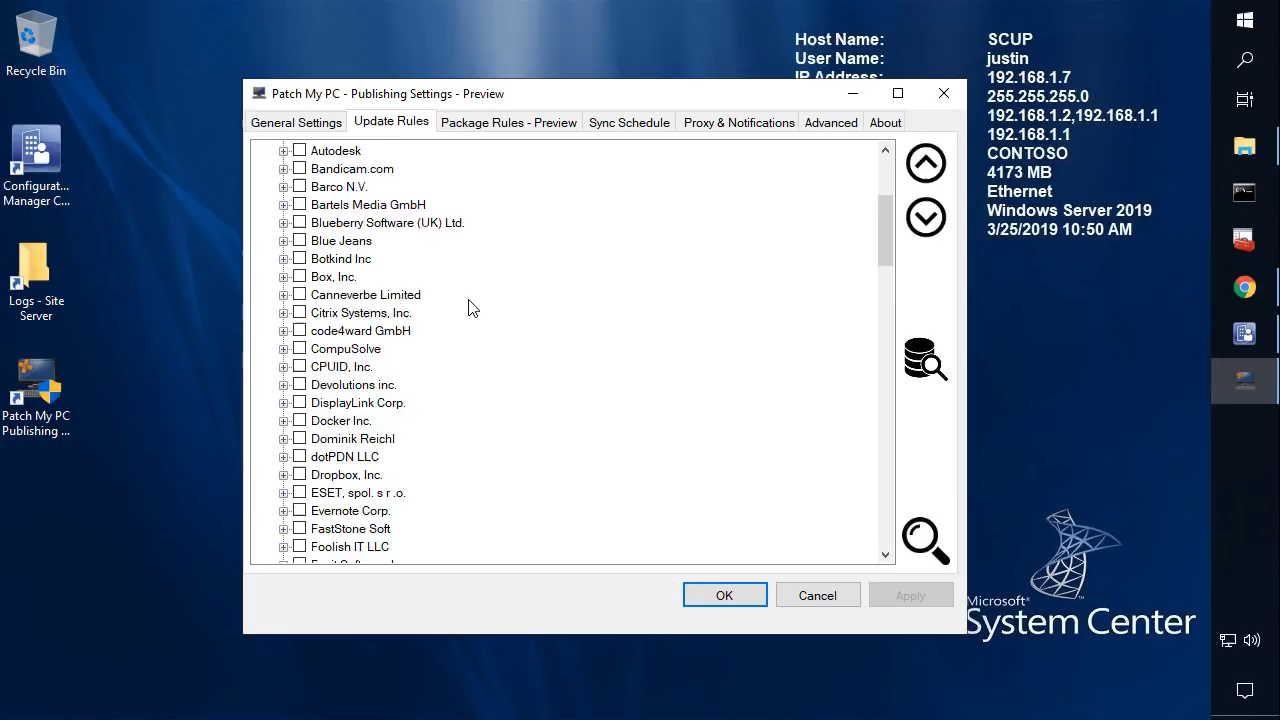 Recycle Bin
Configurat...
Manager C...
Logs - Site
Server
Patch My PC
Publishing ...
Host Name: SCUP
User Name: justin
IP Address: 192.168.1.7
255.255.255.0
192.168.1.2,192.168.1.1
192.168.1.1
CONTOSO
4173 MB
Ethernet
Windows Server 2019
3/25/2019 10:50 AM
Patch My PC - Publishing Settings - Preview
General Settings Update Rules Package Rules - Preview Sync Schedule Proxy & Notifications Advanced About
Autodesk
Bandicam.com
Barco N.V.
Bartels Media GmbH
Blueberry Software (UK) Ltd.
Blue Jeans
Botkind Inc
Box, Inc.
Canneverbe Limited
Citrix Systems, Inc.
code4ward GmbH
CompuSolve
CPUID, Inc.
Devolutions inc.
DisplayLink Corp.
Docker Inc.
Dominik Reichl
dotPDN LLC
Dropbox, Inc.
ESET, spol. s r .o.
Evernote Corp.
FastStone Soft
Foolish IT LLC
OK Cancel Apply
Microsoft®
System Center